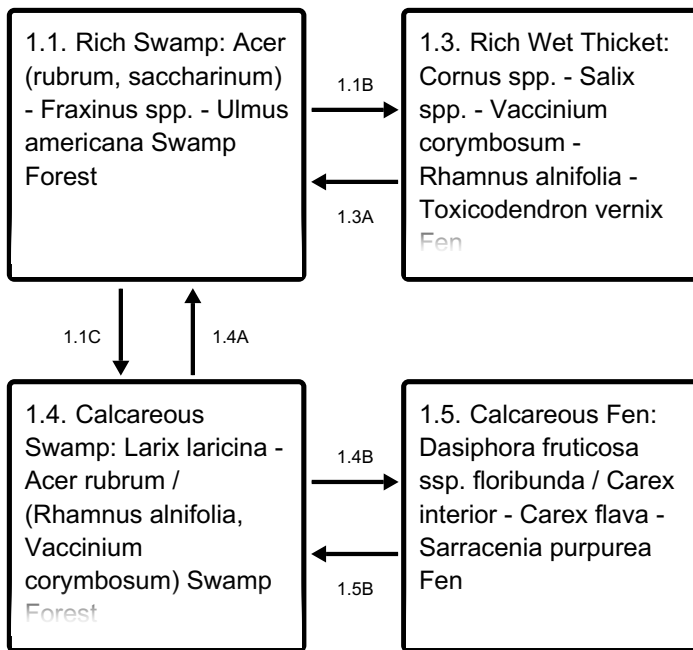 1.1. Rich Swamp: Acer
(rubrum, saccharinum)
- Fraxinus spp. - Ulmus
americana Swamp
Forest
1.1B
1.3A
1.3. Rich Wet Thicket:
Cornus spp. - Salix
spp. - Vaccinium
corymbosum -
Rhamnus alnifolia -
Toxicodendron vernix
Fen
1.1C
1.4A
1.4. Calcareous
Swamp: Larix laricina -
Acer rubrum /
(Rhamnus alnifolia,
Vaccinium
corymbosum) Swamp
Forest
1.4B
1.5B
1.5. Calcareous Fen:
Dasiphora fruticosa
ssp. floribunda / Carex
interior - Carex flava -
Sarracenia purpurea
Fen